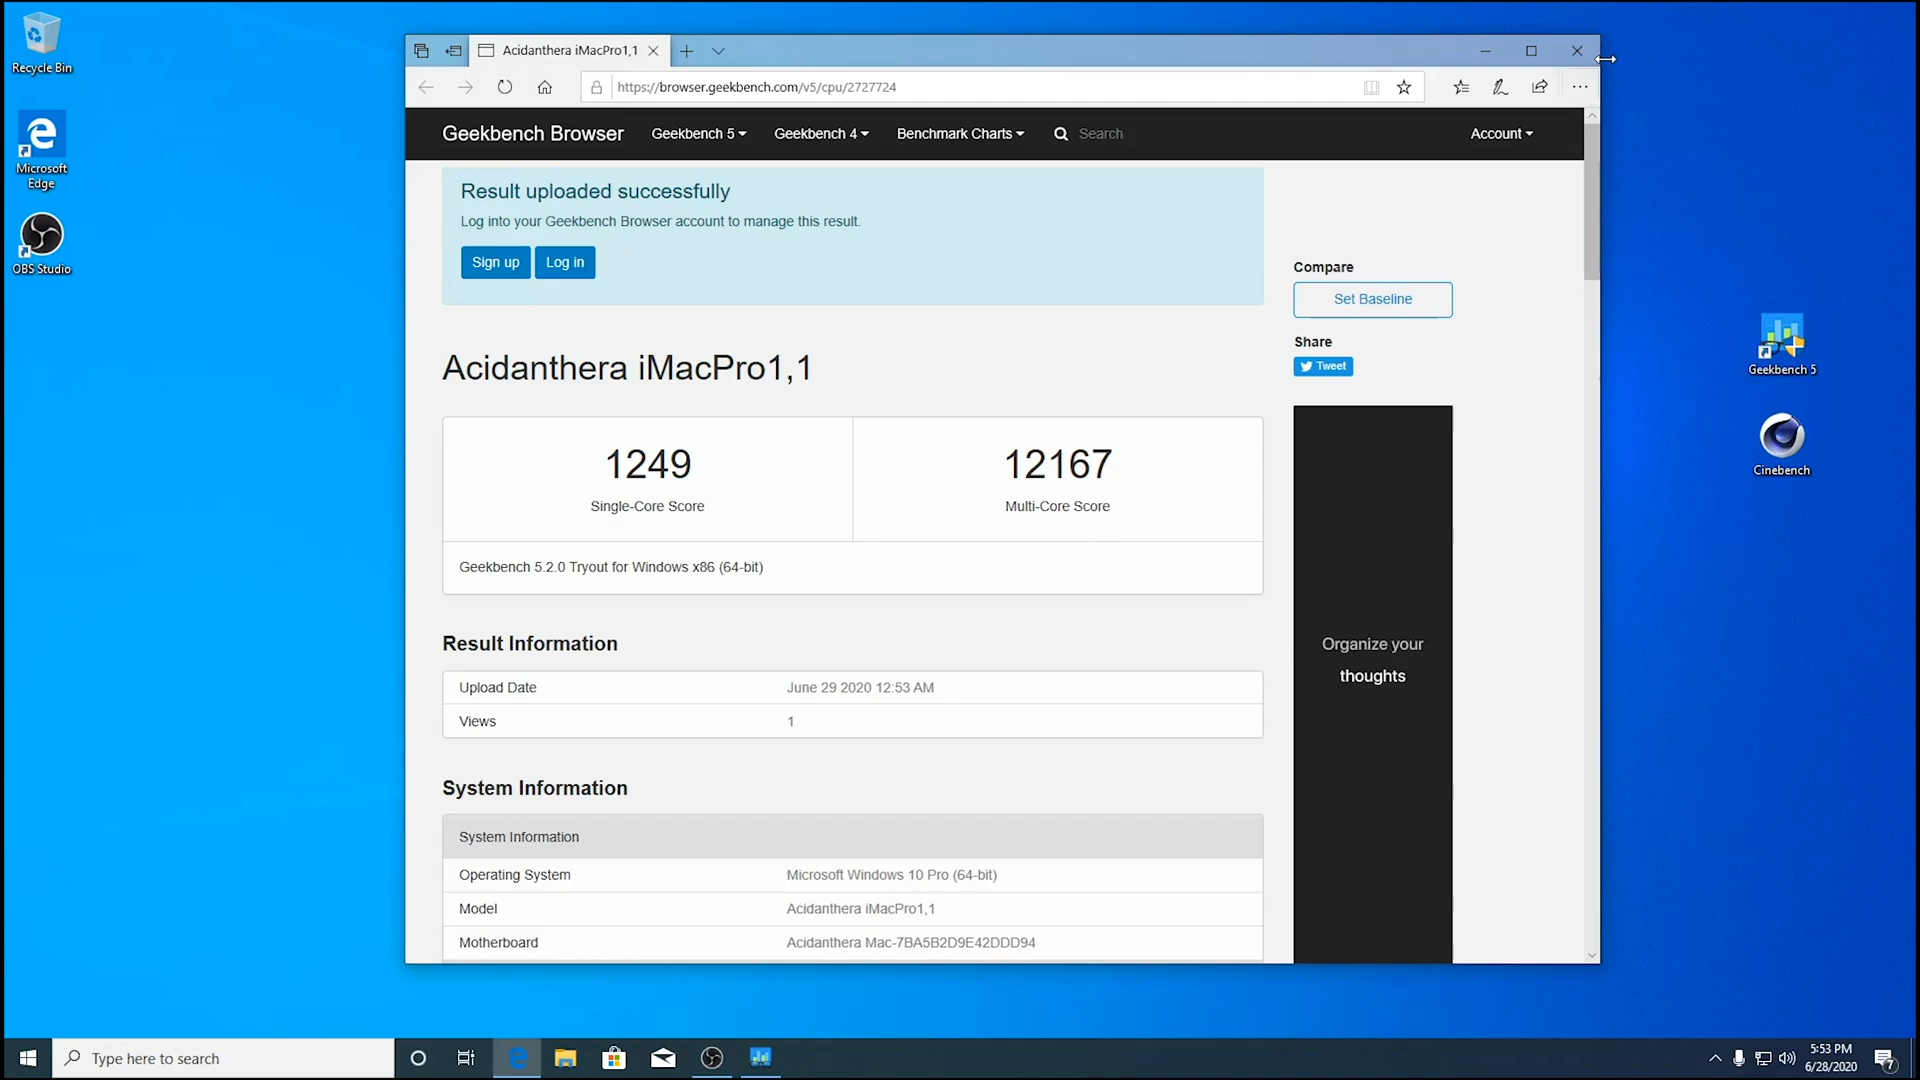 Recycle Bin
Microsoft
Edge
OBS Studio
Acidanthera iMacPro1,1
https://browser.geekbench.com/v5/cpu/2727724
Geekbench Browser
Geekbench 5
Geekbench 4
Benchmark Charts
Search
Account
Result uploaded successfully
Log into your Geekbench Browser account to manage this result.
Sign up
Log in
Compare
Set Baseline
Share
Tweet
Acidanthera iMacPro1,1
1249
Single-Core Score
12167
Multi-Core Score
Geekbench 5.2.0 Tryout for Windows x86 (64-bit)
Result Information
Upload Date June 29 2020 12:53 AM
Views 1
System Information
System Information
Operating System Microsoft Windows 10 Pro (64-bit)
Model Acidanthera iMacPro1,1
Motherboard Acidanthera Mac-7BA5B2D9E42DDD94
Organize your
thoughts
Geekbench 5
Cinebench
Type here to search
5:53 PM
6/28/2020
7